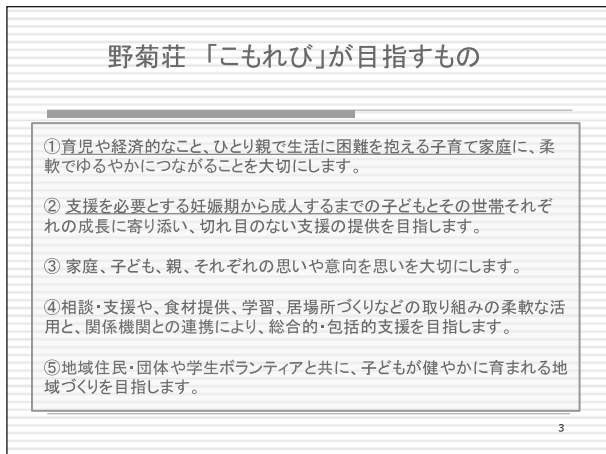 野菊荘　「こもれび」が目指すもの
①育児や経済的なこと、ひとり親で生活に困難を抱える子育て家庭に、柔
軟でゆるやかにつながることを大切にします。
② 支援を必要とする妊娠期から成人するまでの子どもとその世帯それぞ
れの成長に寄り添い、切れ目のない支援の提供を目指します。
③ 家庭、子ども、親、それぞれの思いや意向を思いを大切にします。
④相談・支援や、食材提供、学習、居場所づくりなどの取り組みの柔軟な活
用と、関係機関との連携により、総合的・包括的支援を目指します。
⑤地域住民・団体や学生ボランティアと共に、子どもが健やかに育まれる地
域づくりを目指します。
3